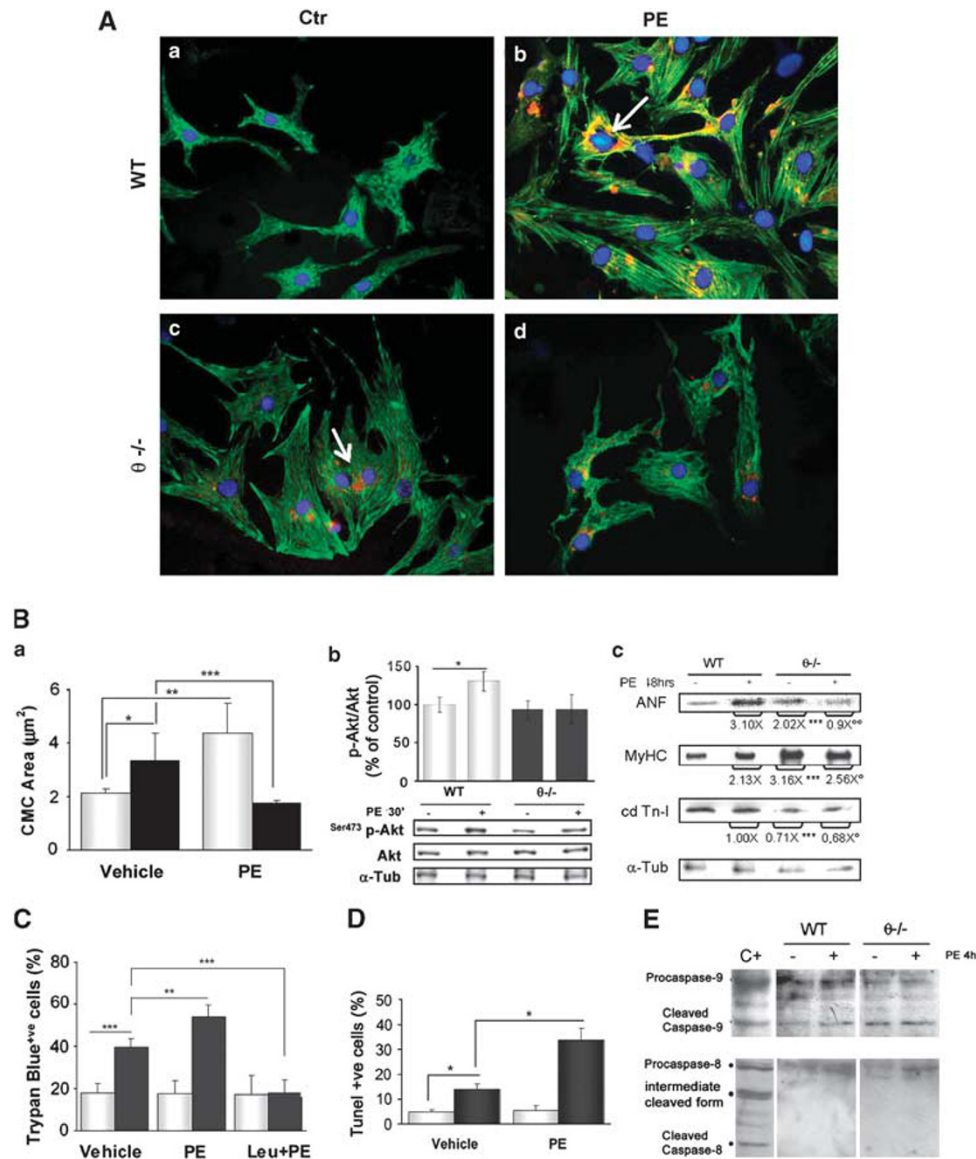 A
Ctr
PE
WT
a
b
θ -/-
c
d
B
a
CMC Area (µm²)
6
4
2
0
*
**
***
Vehicle
PE
b
p-Akt/Akt
(% of control)
150
100
50
0
*
WT
θ-/-
PE 30'
-
+
-
+
Ser473 p-Akt
Akt
α-Tub
c
WT
θ-/-
PE 48hrs
-
+
-
+
ANF
3.10X 2.02X *** 0.9X°°
MyHC
2.13X 3.16X *** 2.56X°
cd Tn-I
1.00X 0.71X *** 0,68X°
α-Tub
C
Trypan Blue+ve cells (%)
80
60
40
20
0
***
**
***
Vehicle
PE
Leu+PE
D
Tunel +ve cells (%)
50
40
30
20
10
0
*
*
Vehicle
PE
E
WT
θ-/-
C+
-
+
-
+
PE 4h
Procaspase-9
Cleaved
Caspase-9
Procaspase-8
intermediate
cleaved form
Cleaved
Caspase-8